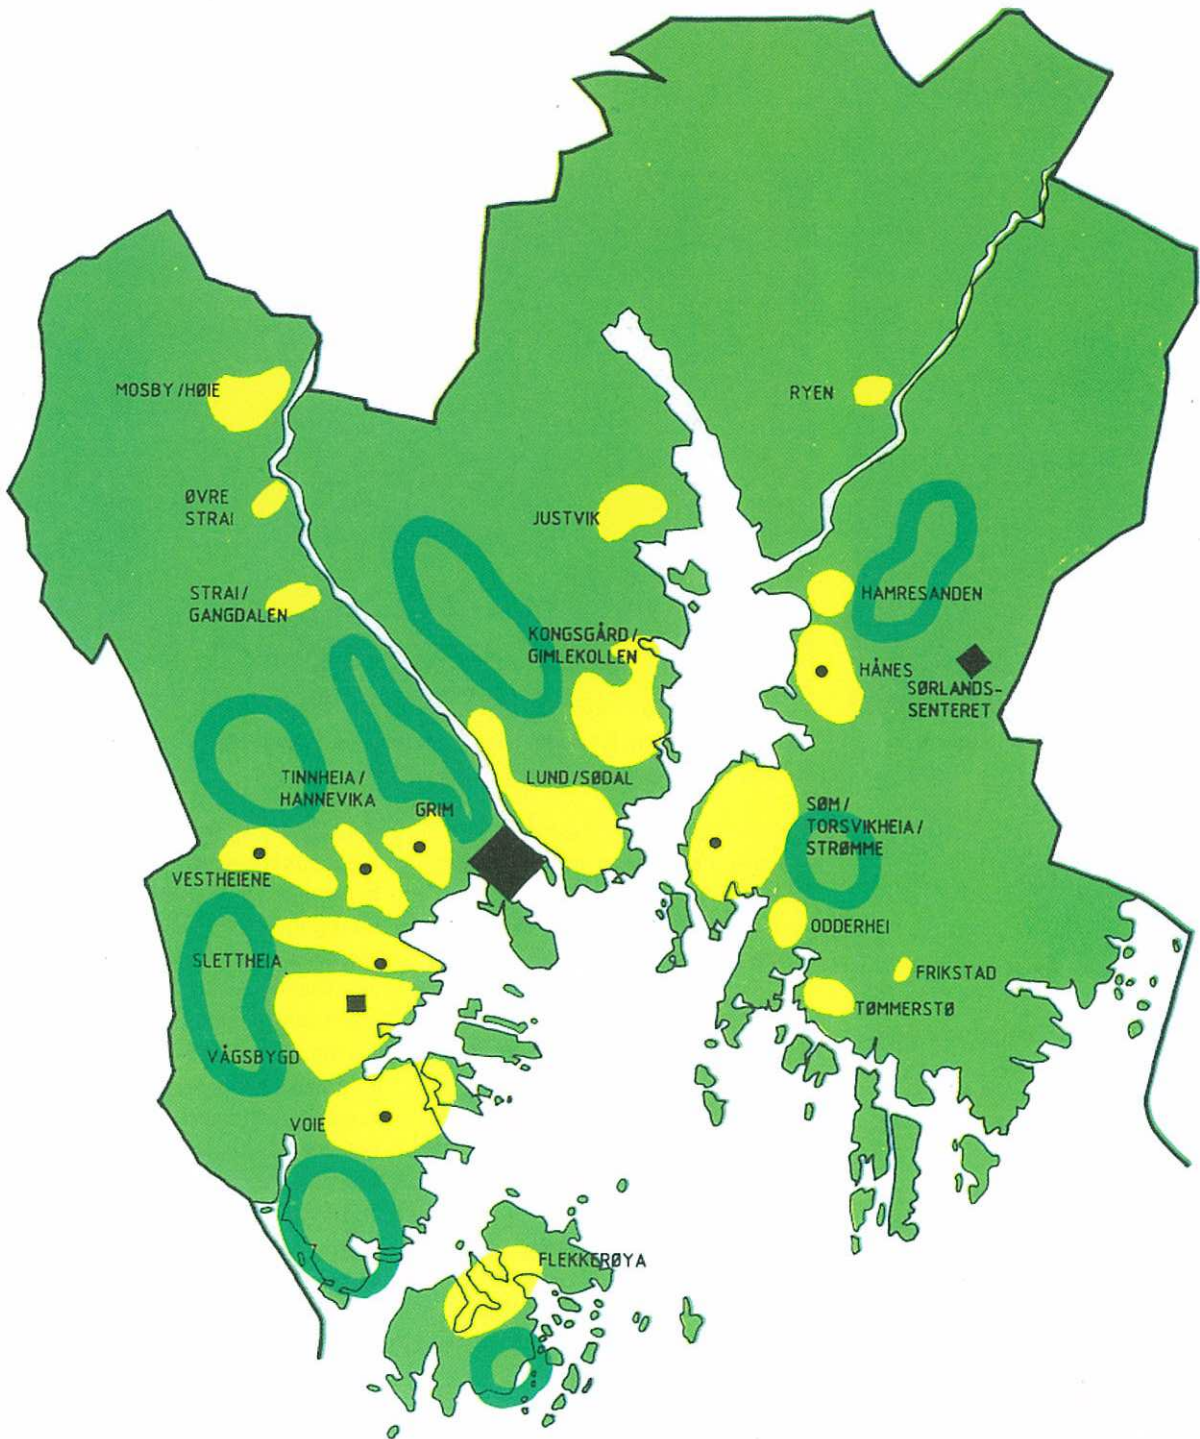 MOSBY/HØIE
RYEN
ØVRE
STRAI
JUSTVIK
STRAI/
GANGDALEN
HAMRESANDEN
KONGSGÅRD/
GIMLEKOLLEN
HÅNES
SØRLANDS-
SENTERET
TINNHEIA/
HANNEVIKA
LUND/SØDAL
GRIM
SØM/
TORSVIKHEIA/
STRØMME
VESTHEIENE
ODDERHEI
SLETTHEIA
FRIKSTAD
TØMMERSTØ
VÅGSBYGD
VOIE
FLEKKERØYA